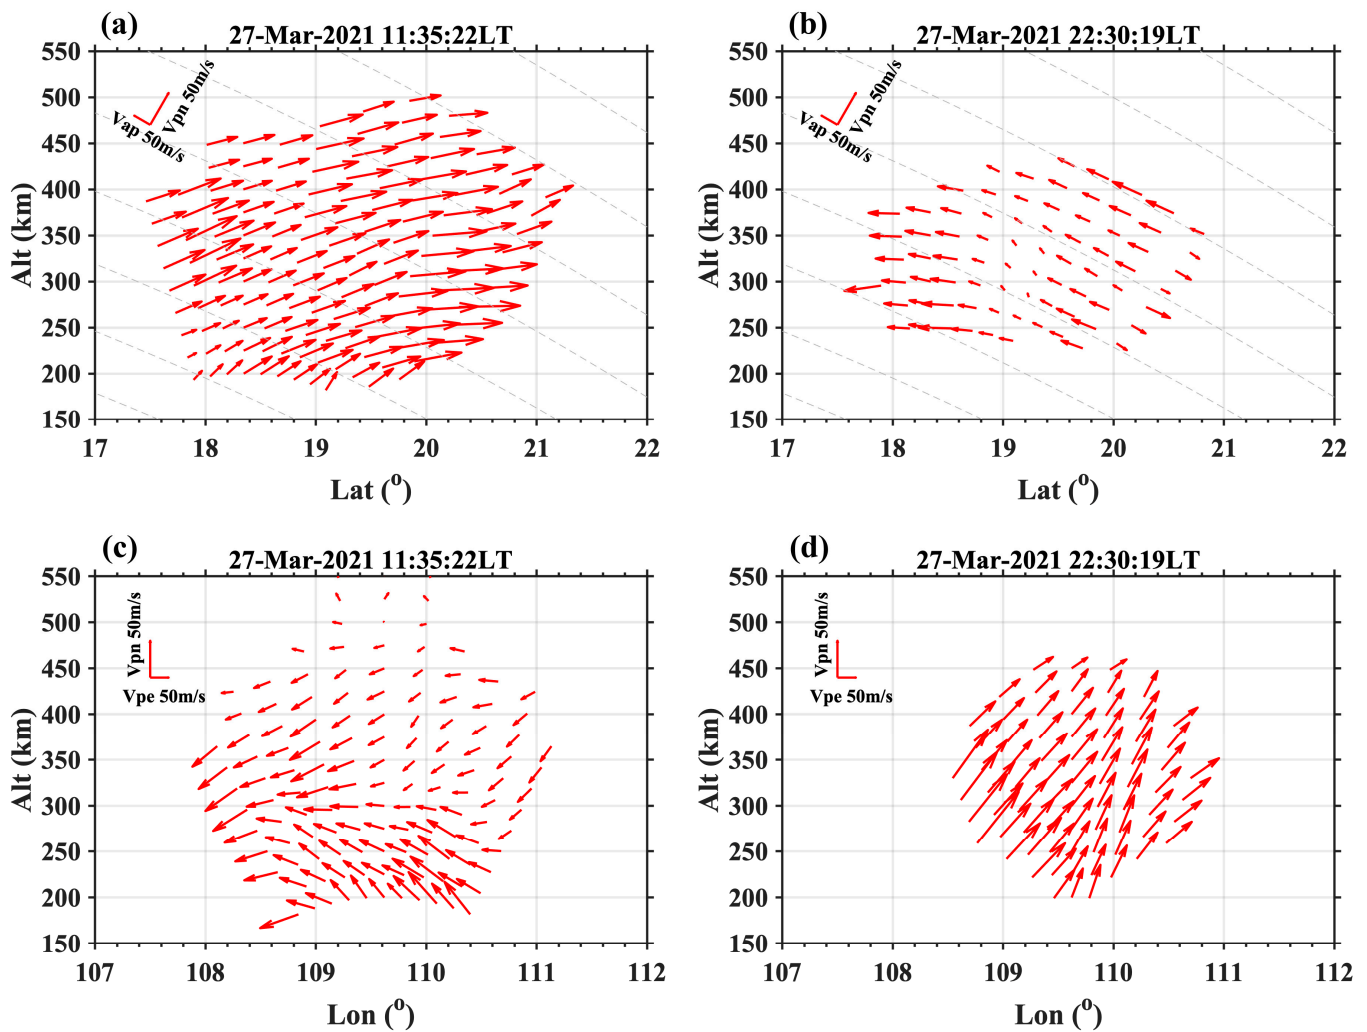 (a)
27-Mar-2021 11:35:22LT
550
500
450
400
350
300
250
200
150
Alt (km)
Vap 50m/s
Vpn 50m/s
17 18 19 20 21 22
Lat (o)
(b)
27-Mar-2021 22:30:19LT
550
500
450
400
350
300
250
200
150
Alt (km)
Vap 50m/s
Vpn 50m/s
17 18 19 20 21 22
Lat (o)
(c)
27-Mar-2021 11:35:22LT
550
500
450
400
350
300
250
200
150
Alt (km)
Vpn 50m/s
Vpe 50m/s
107 108 109 110 111 112
Lon (o)
(d)
27-Mar-2021 22:30:19LT
550
500
450
400
350
300
250
200
150
Alt (km)
Vpn 50m/s
Vpe 50m/s
107 108 109 110 111 112
Lon (o)